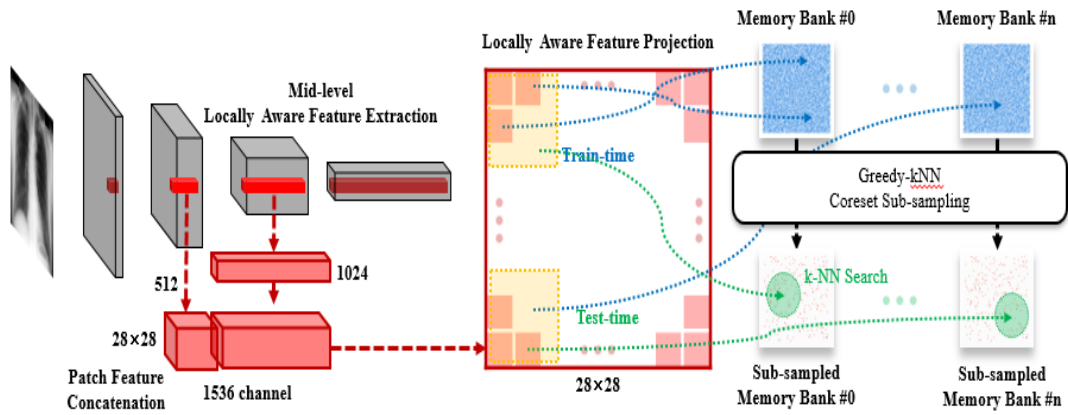 Mid-level
Locally Aware Feature Extraction
512
1024
28×28
Patch Feature
Concatenation
1536 channel
Locally Aware Feature Projection
Train-time
Test-time
28×28
Memory Bank #0
Memory Bank #n
Greedy-kNN
Coreset Sub-sampling
k-NN Search
Sub-sampled
Memory Bank #0
Sub-sampled
Memory Bank #n